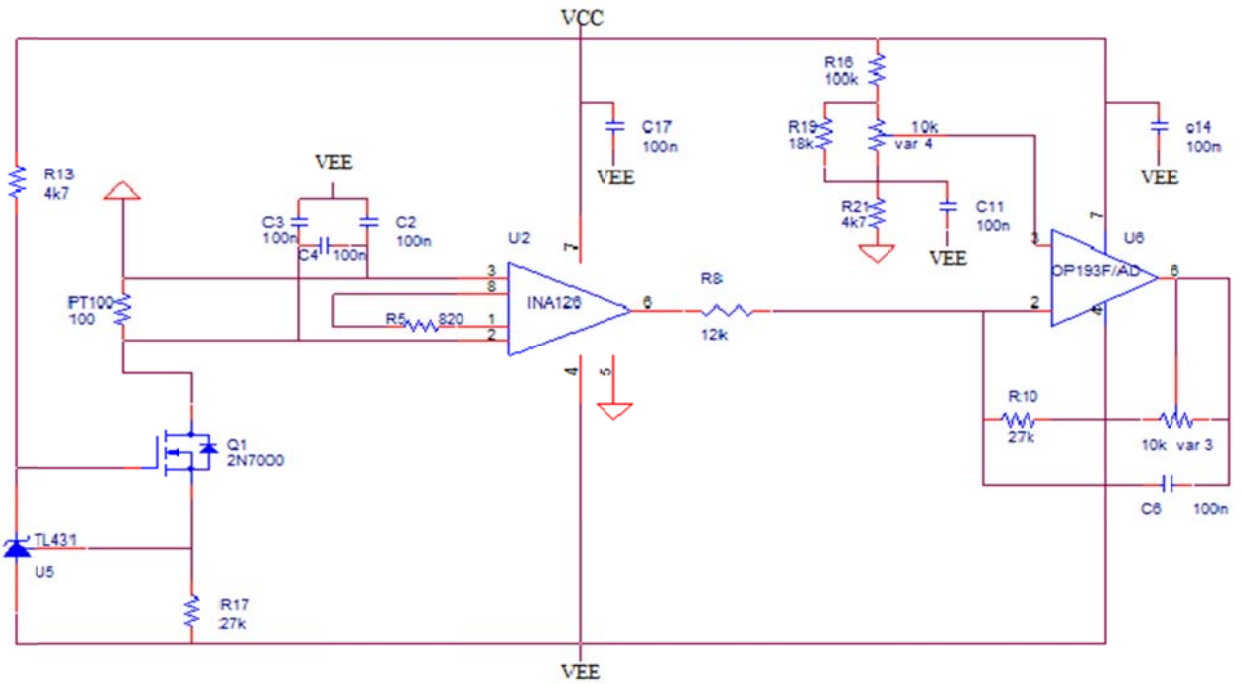 VCC
R16
100k
R19
18k
10k
var 4
C17
100n
VEE
c14
100n
VEE
R13
4k7
VEE
C3
100n
C2
100n
C4
100n
R21
4k7
C11
100n
VEE
U2
7
3
8
1
2
INA126
6
4
5
R5
820
R8
12k
PT100
100
3
2
7
U6
OP193F/AD
6
4
R10
27k
10k var 3
C6
100n
Q1
2N7000
TL431
U5
R17
27k
VEE